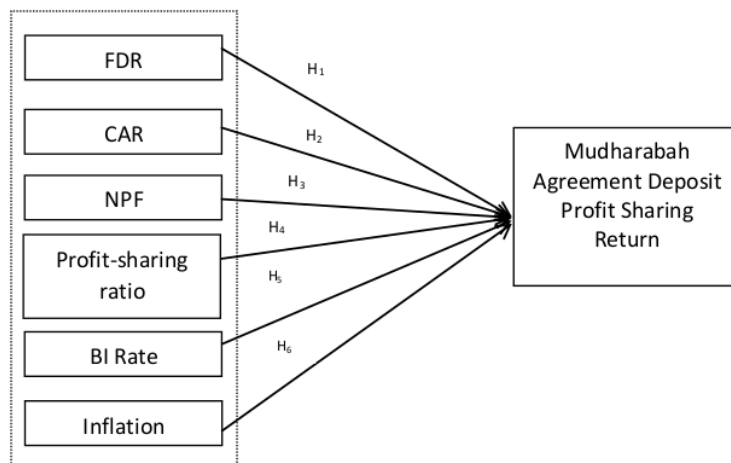 FDR
H1
CAR
H2
NPF
H3
Profit-sharing
ratio
H4
BI Rate
H5
Inflation
H6
Mudharabah
Agreement Deposit
Profit Sharing
Return